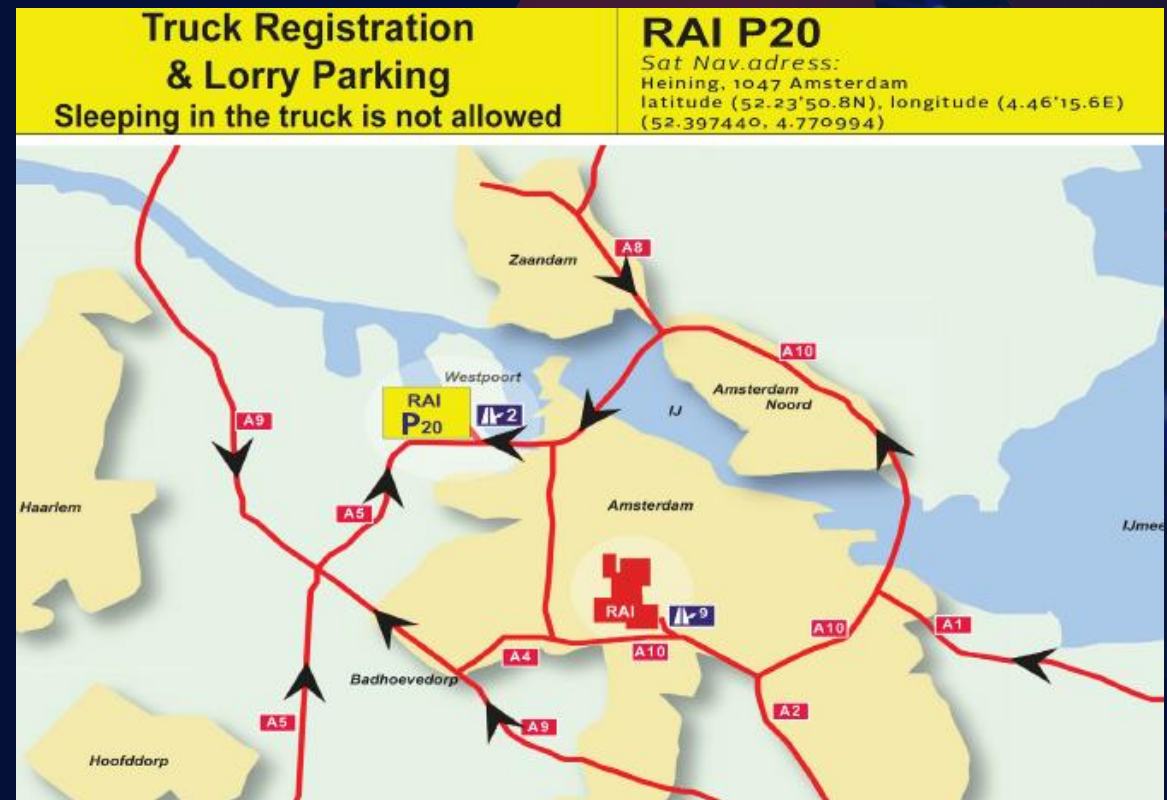 Truck Registration
& Lorry Parking
Sleeping in the truck is not allowed
RAI P20
Sat Nav.adress:
Heining, 1047 Amsterdam
latitude (52.23'50.8N), longitude (4.46'15.6E)
(52.397440, 4.770994)
Zaandam
A8
A10
Westpoort
Amsterdam
Noord
RAI
P20
2
IJ
A9
Haarlem
A5
Amsterdam
IJmee
RAI
9
A10
A1
A4
A10
Badhoevedorp
A2
A5
A9
Hoofddorp